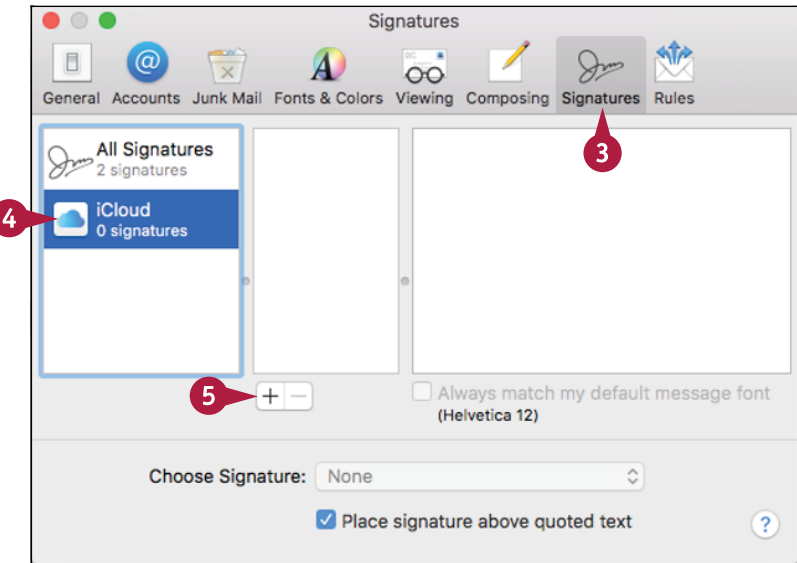 Signatures
General Accounts Junk Mail Fonts & Colors Viewing Composing Signatures Rules
3
All Signatures
2 signatures
4
iCloud
0 signatures
5
+ −
Always match my default message font
(Helvetica 12)
Choose Signature: None
Place signature above quoted text
?